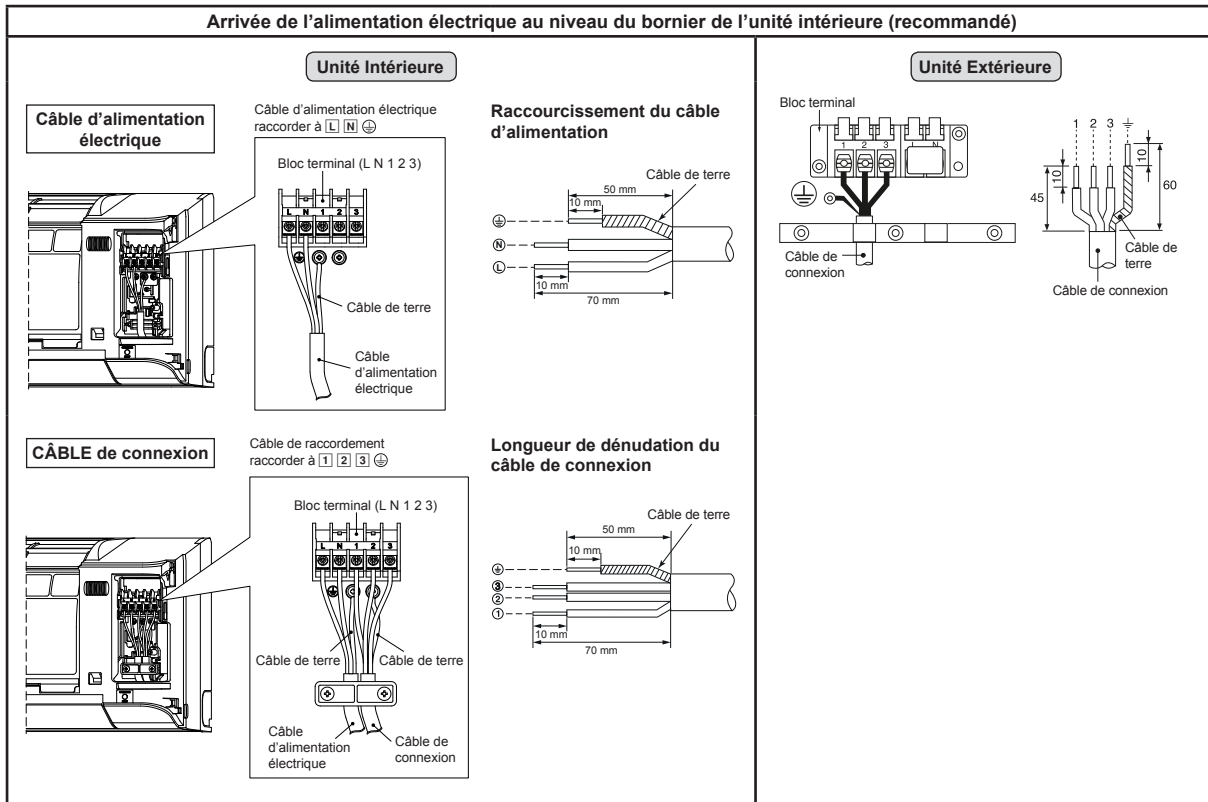 Arrivée de l'alimentation électrique au niveau du bornier de l'unité intérieure (recommandé)
Unité Intérieure
Câble d'alimentation
électrique
Câble d'alimentation électrique
raccorder à L N ⏚
Bloc terminal (L N 1 2 3)
L N 1 2 3
Câble de terre
Câble
d'alimentation
électrique
Raccourcissement du câble
d'alimentation
Câble de terre
50 mm
10 mm
⏚
N
L
10 mm
70 mm
CÂBLE de connexion
Câble de raccordement
raccorder à 1 2 3 ⏚
Bloc terminal (L N 1 2 3)
L N 1 2 3
Câble de terre
Câble de terre
Câble
d'alimentation
électrique
Câble de
connexion
Longueur de dénudation du
câble de connexion
Câble de terre
50 mm
10 mm
⏚
3
2
1
10 mm
70 mm
Unité Extérieure
Bloc terminal
1 2 3 L N
⏚
Câble de
connexion
1 2 3 ⏚
10
10
45
60
Câble de
terre
Câble de connexion